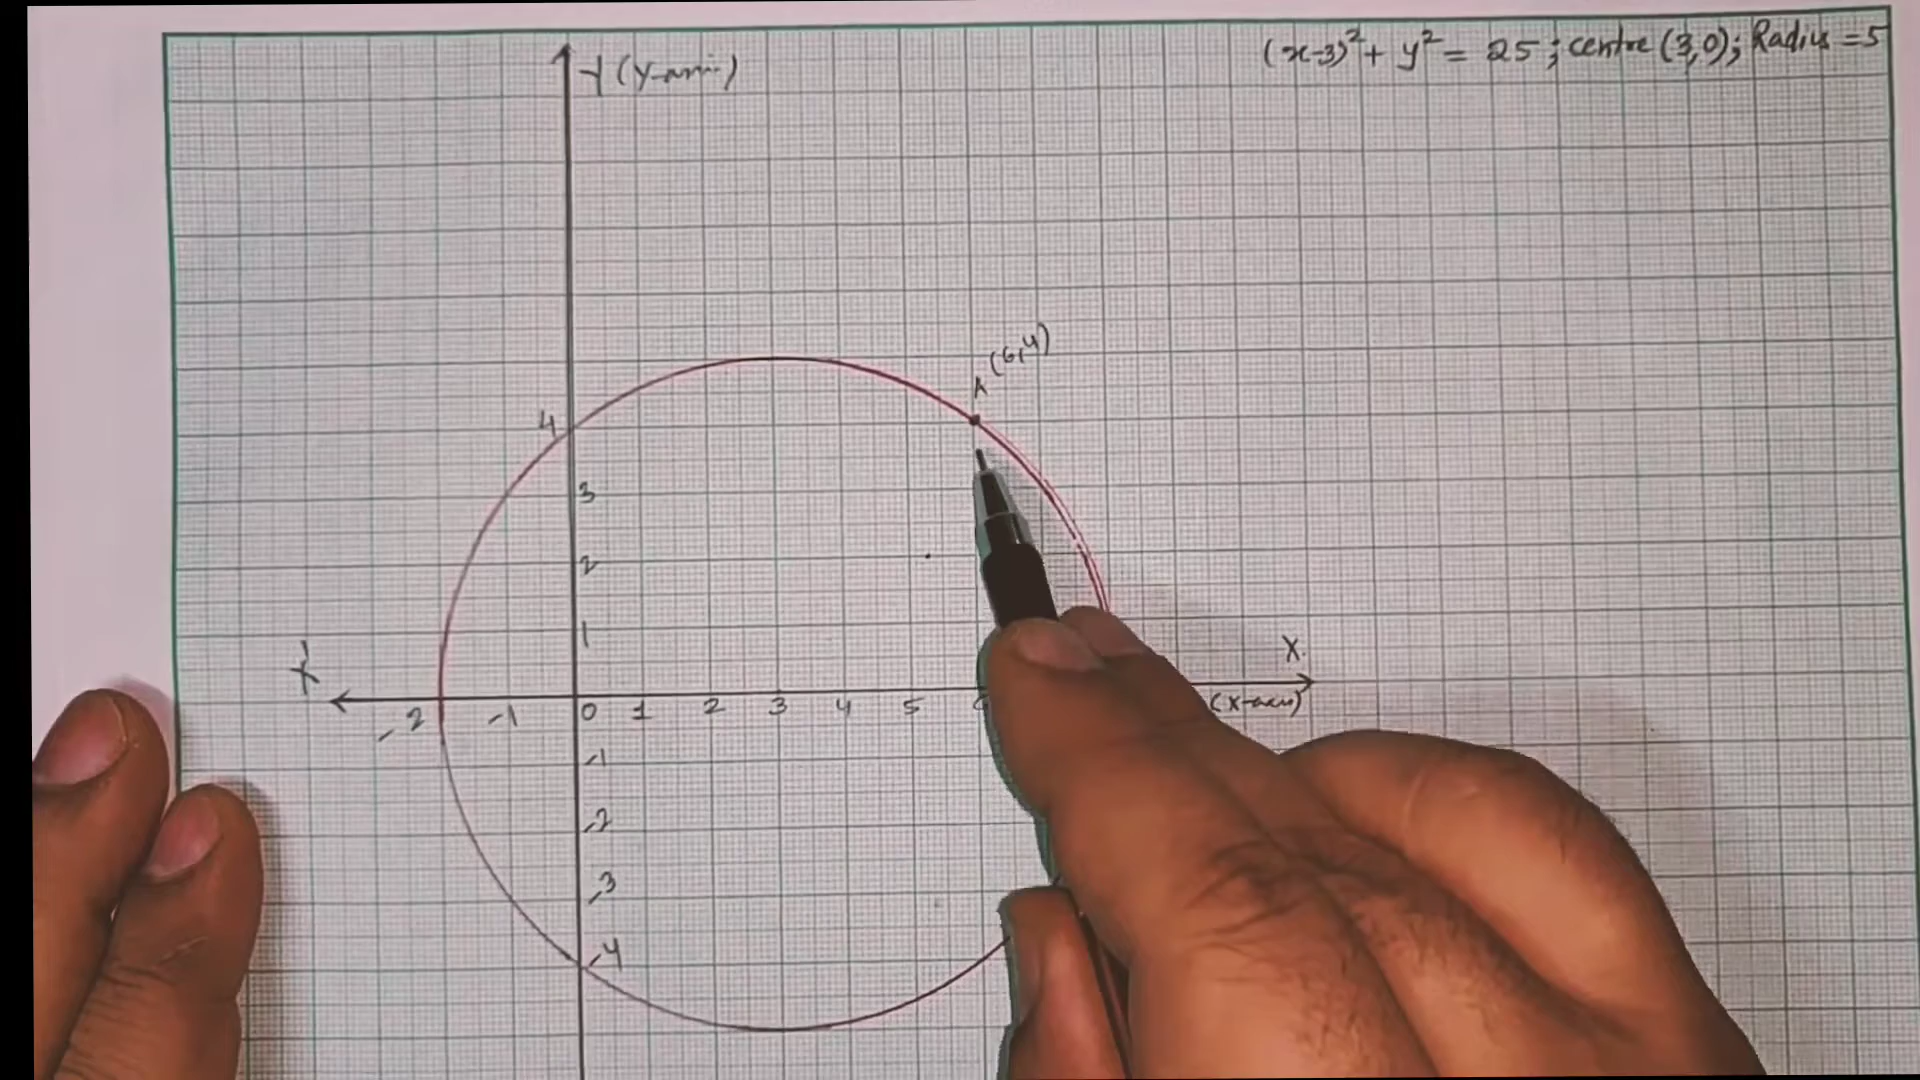 (x-3)² + y² = 25 ; centre (3,0); Radius = 5
Y (Y-axis)
A (6,4)
4
3
2
1
X'
X
-2 -1 0 1 2 3 4 5
(x-axis)
-1
-2
-3
-4